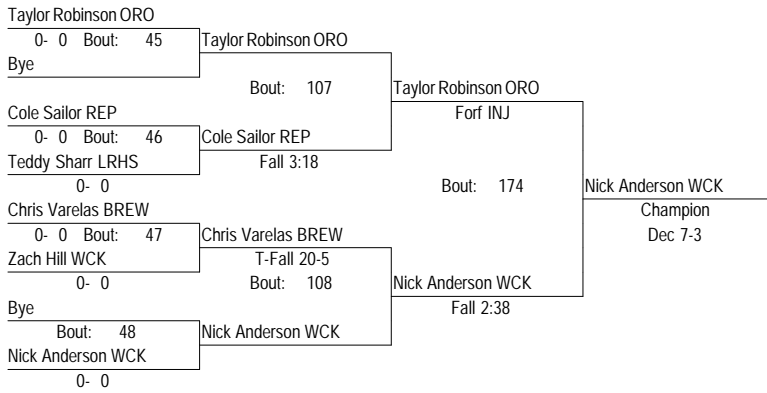 Taylor Robinson ORO
0- 0 Bout: 45
Taylor Robinson ORO
Bye
Bout: 107
Taylor Robinson ORO
Cole Sailor REP
Forf INJ
0- 0 Bout: 46
Cole Sailor REP
Teddy Sharr LRHS
Fall 3:18
0- 0
Bout: 174
Nick Anderson WCK
Chris Varelas BREW
Champion
0- 0 Bout: 47
Chris Varelas BREW
Dec 7-3
Zach Hill WCK
T-Fall 20-5
0- 0
Bout: 108
Nick Anderson WCK
Bye
Fall 2:38
Bout: 48
Nick Anderson WCK
Nick Anderson WCK
0- 0